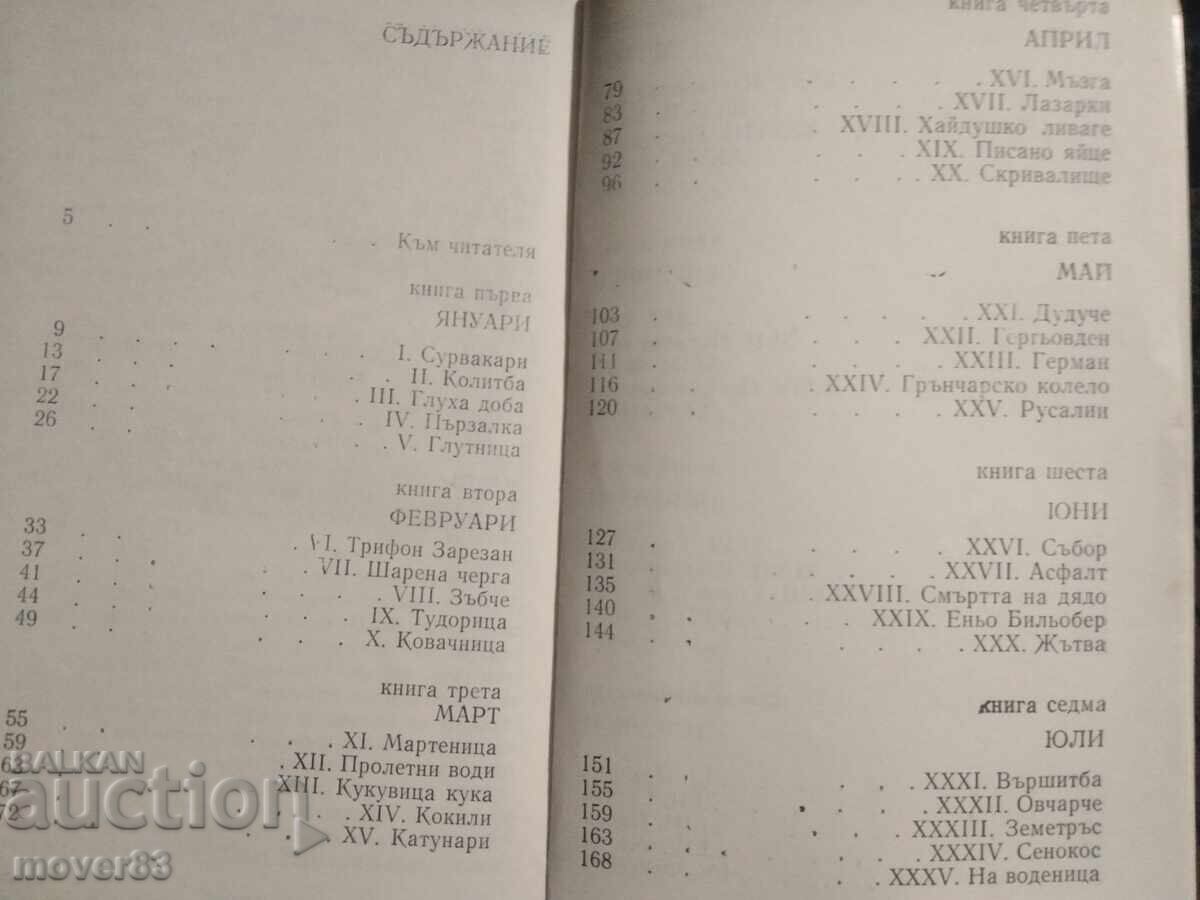 СЪДЪРЖАНИЕ
5 . . . . Към читателя
книга първа
ЯНУАРИ
9 . . . . I. Сурвакари
13 . . . . II. Колитба
17 . . . . III. Глуха доба
22 . . . . IV. Пързалка
26 . . . . V. Глутница
книга втора
ФЕВРУАРИ
33 . . . . VI. Трифон Зарезан
37 . . . . VII. Шарена черга
41 . . . . VIII. Зъбче
44 . . . . IX. Тудорица
49 . . . . X. Ковачница
книга трета
МАРТ
55 . . . . XI. Мартеница
59 . . . . XII. Пролетни води
63 . . . . XIII. Кукувица кука
67 . . . . XIV. Кокили
72 . . . . XV. Катунари
книга четвърта
АПРИЛ
79 . . . . XVI. Мъзга
83 . . . . XVII. Лазарки
87 . . . . XVIII. Хайдушко ливаге
92 . . . . XIX. Писано яйце
96 . . . . XX. Скривалище
книга пета
МАЙ
103 . . . . XXI. Дудуче
107 . . . . XXII. Гергьовден
111 . . . . XXIII. Герман
116 . . . . XXIV. Грънчарско колело
120 . . . . XXV. Русалии
книга шеста
ЮНИ
127 . . . . XXVI. Събор
131 . . . . XXVII. Асфалт
135 . . . . XXVIII. Смъртта на дядо
140 . . . . XXIX. Еньо Бильобер
144 . . . . XXX. Жътва
книга седма
ЮЛИ
151 . . . . XXXI. Вършитба
155 . . . . XXXII. Овчарче
159 . . . . XXXIII. Земетръс
163 . . . . XXXIV. Сенокос
168 . . . . XXXV. На воденица
BALKAN
auction
mover83